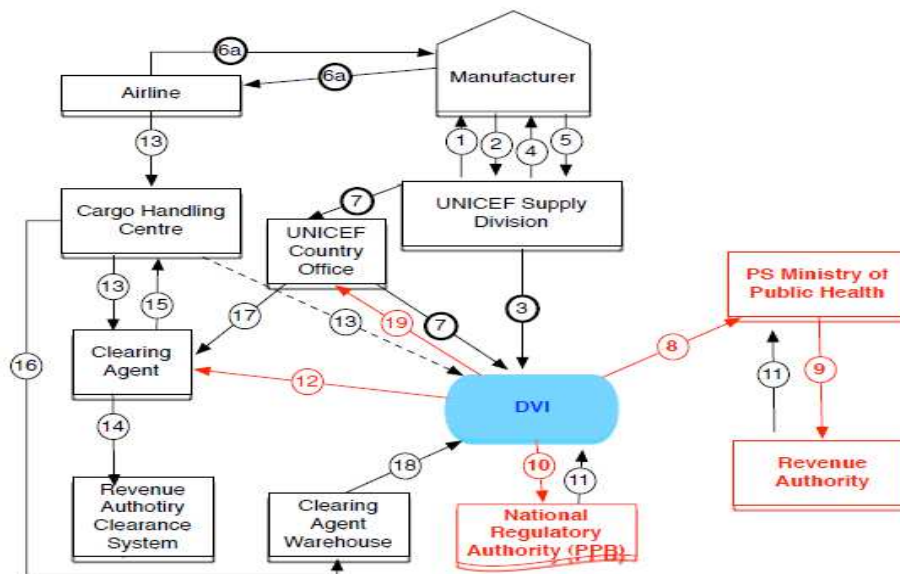 6a
6a
Manufacturer
Airline
13
1
2
4
5
Cargo Handling
Centre
7
UNICEF Supply
Division
UNICEF
Country
Office
PS Ministry of
Public Health
13
15
17
13
19
7
3
8
16
Clearing
Agent
12
11
9
DVI
14
18
10
11
Revenue
Authority
Revenue
Authotiry
Clearance
System
Clearing
Agent
Warehouse
National
Regulatory
Authority (PPB)